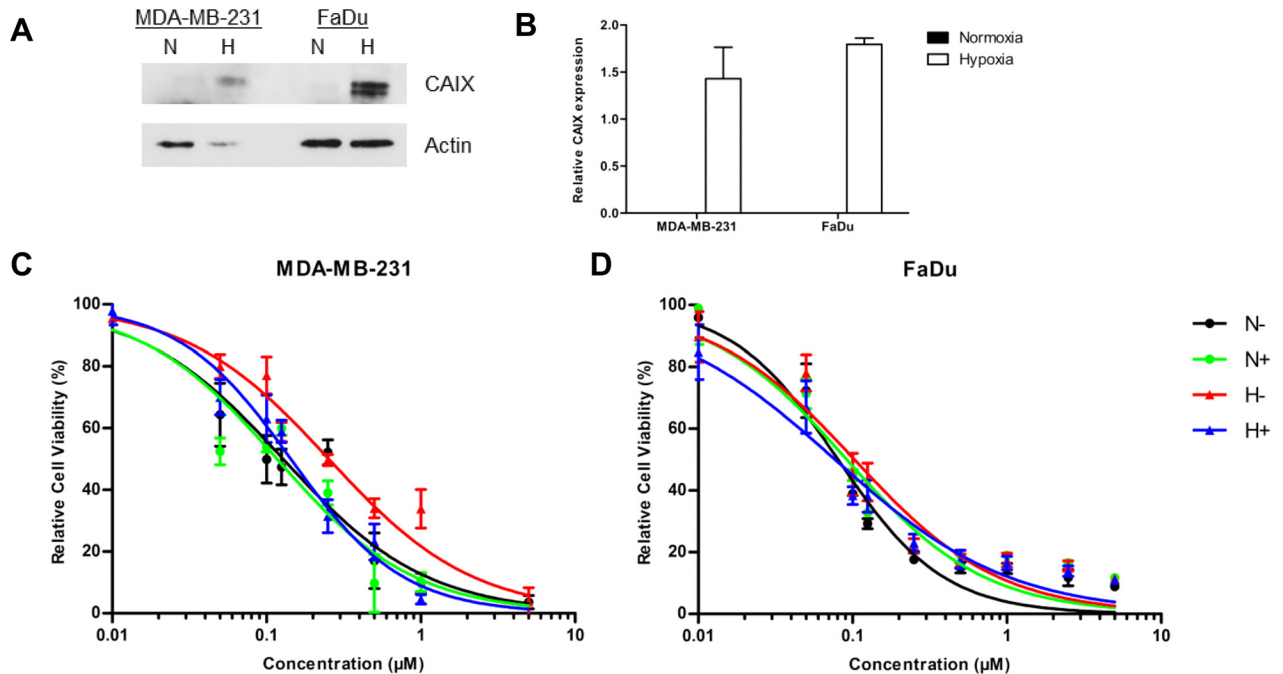 A
MDA-MB-231 FaDu
N H N H
CAIX
Actin
B
Relative CAIX expression
2.0
1.5
1.0
0.5
0.0
MDA-MB-231 FaDu
Normoxia
Hypoxia
C
MDA-MB-231
Relative Cell Viability (%)
100
80
60
40
20
0
0.01 0.1 1 10
Concentration (µM)
D
FaDu
Relative Cell Viability (%)
100
80
60
40
20
0
0.01 0.1 1 10
Concentration (µM)
N-
N+
H-
H+